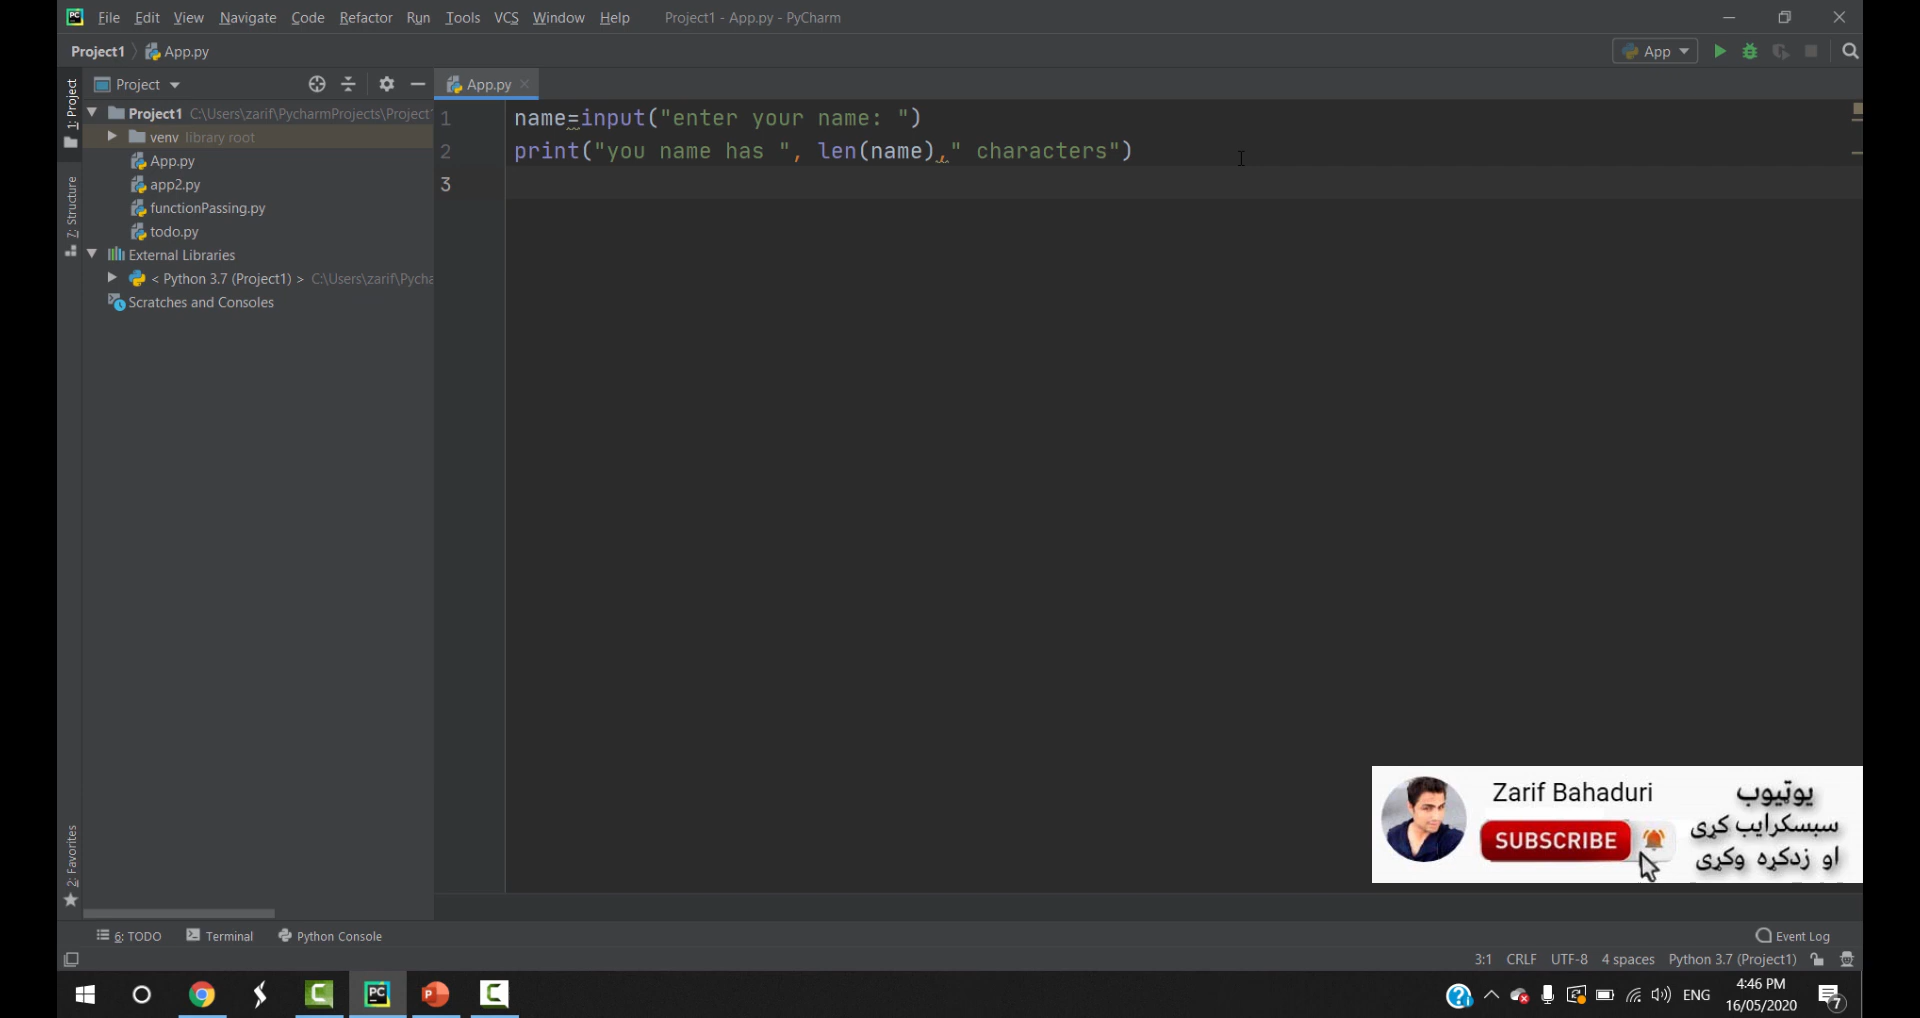 File Edit View Navigate Code Refactor Run Tools VCS Window Help Project1 - App.py - PyCharm
Project1 App.py App
Project App.py
1: Project
Project1 C:\Users\zarif\PycharmProjects\Project
venv library root
App.py
app2.py
functionPassing.py
todo.py
External Libraries
< Python 3.7 (Project1) > C:\Users\zarif\Pycha
Scratches and Consoles
7: Structure
2: Favorites
1 name=input("enter your name: ")
2 print("you name has ", len(name)," characters")
3
Zarif Bahaduri
SUBSCRIBE
یوټیوب
سبسکرایب کړی
او زدکړه وکړی
6: TODO Terminal Python Console Event Log
3:1 CRLF UTF-8 4 spaces Python 3.7 (Project1)
ENG
4:46 PM
16/05/2020
7